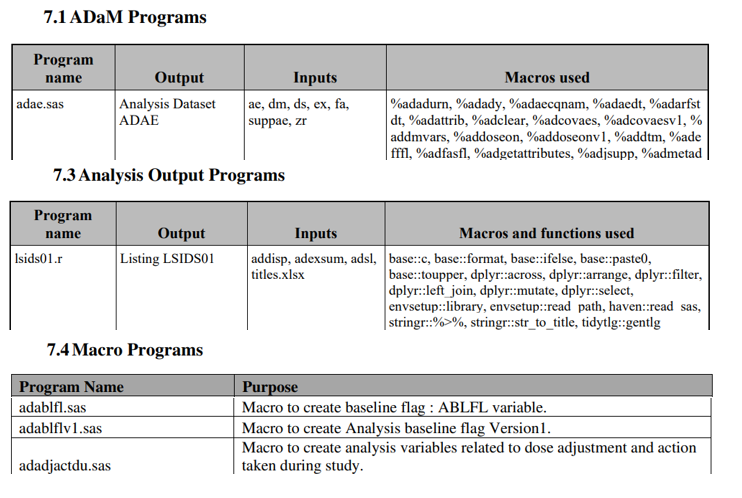 7.1 ADaM Programs
Program name Output Inputs Macros used
adae.sas Analysis Dataset ae, dm, ds, ex, fa, %adadurn, %adady, %adaecqnam, %adaedt, %adarfst
ADAE suppae, zr dt, %adattrib, %adclear, %adcovaes, %adcovaesv1, %
addmvars, %addoseon, %addoseonv1, %addtm, %ade
fffl, %adfasfl, %adgetattributes, %adjsupp, %admetad
7.3 Analysis Output Programs
Program name Output Inputs Macros and functions used
lsids01.r Listing LSIDS01 addisp, adexsum, adsl, base::c, base::format, base::ifelse, base::paste0,
titles.xlsx base::toupper, dplyr::across, dplyr::arrange, dplyr::filter,
dplyr::left_join, dplyr::mutate, dplyr::select,
envsetup::library, envsetup::read_path, haven::read_sas,
stringr::%>%, stringr::str_to_title, tidytlg::gentlg
7.4 Macro Programs
Program Name Purpose
adablfl.sas Macro to create baseline flag : ABLFL variable.
adablflv1.sas Macro to create Analysis baseline flag Version1.
adadjactdu.sas Macro to create analysis variables related to dose adjustment and action
taken during study.